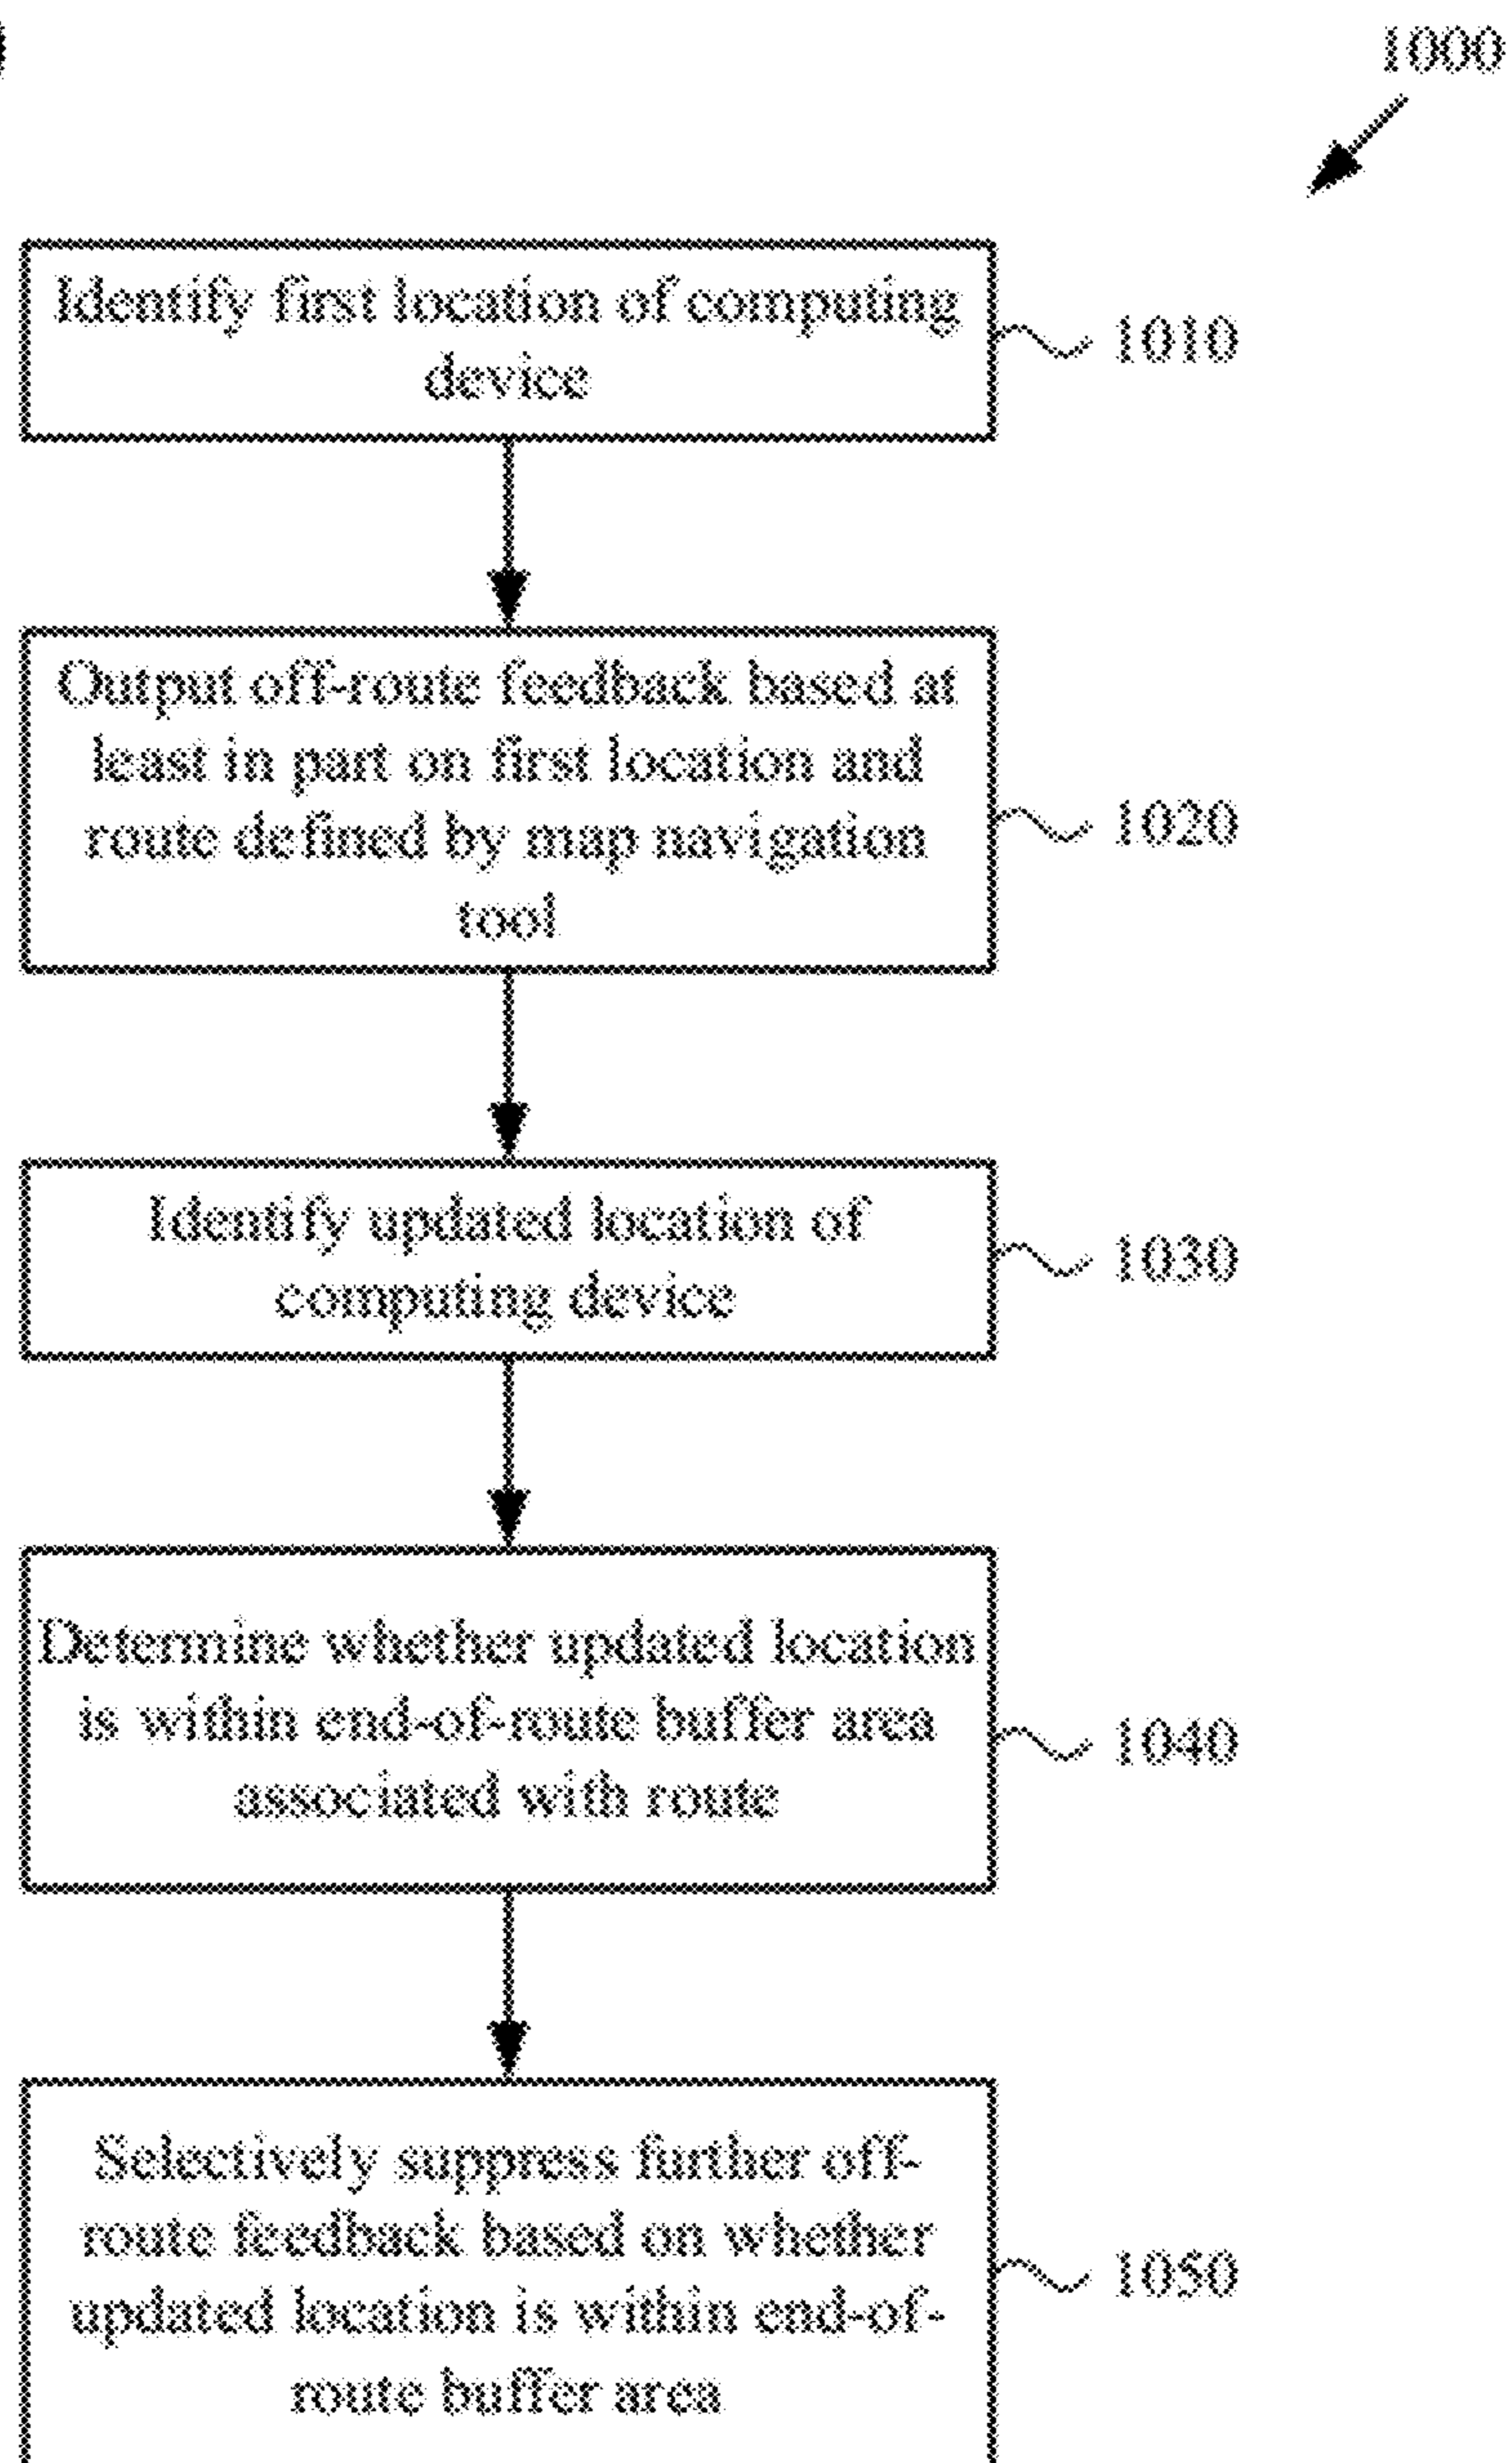 1000
Identify first location of computing
device
1010
Output off-route feedback based at
least in part on first location and
route defined by map navigation
tool
1020
Identify updated location of
computing device
1030
Determine whether updated location
is within end-of-route buffer area
associated with route
1040
Selectively suppress further off-
route feedback based on whether
updated location is within end-of-
route buffer area
1050